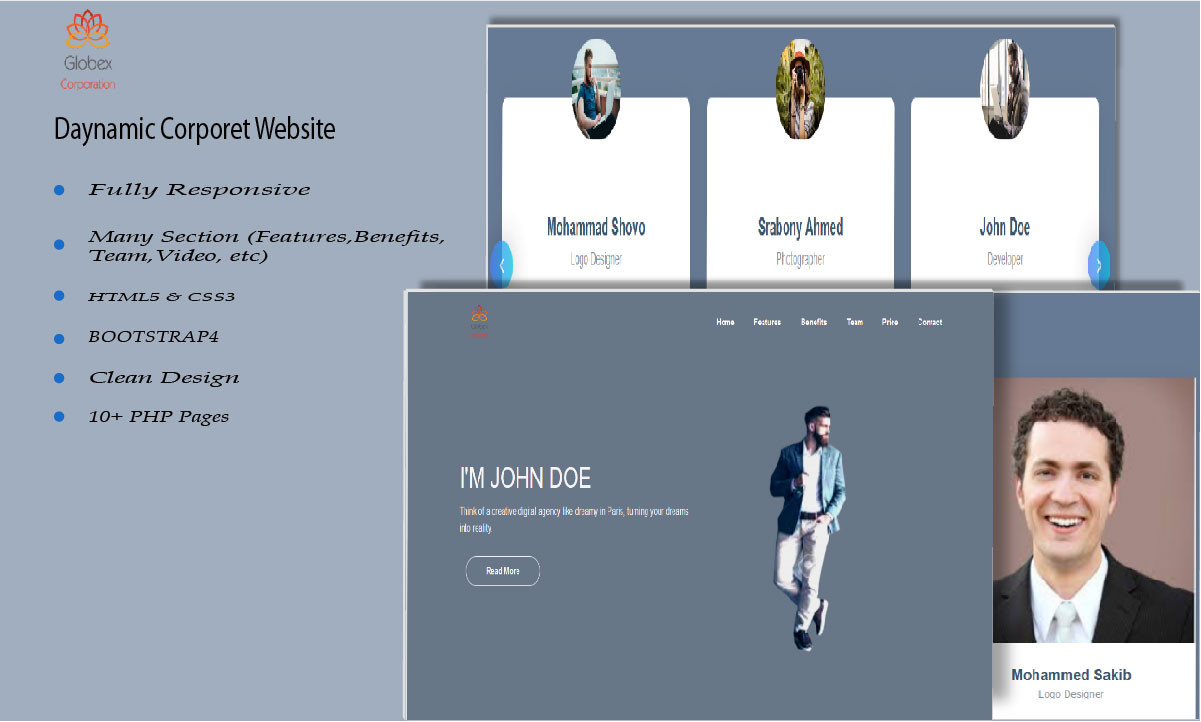 Globex
Corporation
Daynamic Corporet Website
Fully Responsive
Many Section (Features,Benefits,
Team,Video, etc)
HTML5 & CSS3
BOOTSTRAP4
Clean Design
10+ PHP Pages
Mohammad Shovo
Logo Designer
Srabony Ahmed
Photographer
John Doe
Developer
Globex
Home Features Benefits Team Price Contact
I'M JOHN DOE
Think of a creative digital agency like dreamy in Paris, turning your dreams
into reality.
Read More
Mohammed Sakib
Logo Designer